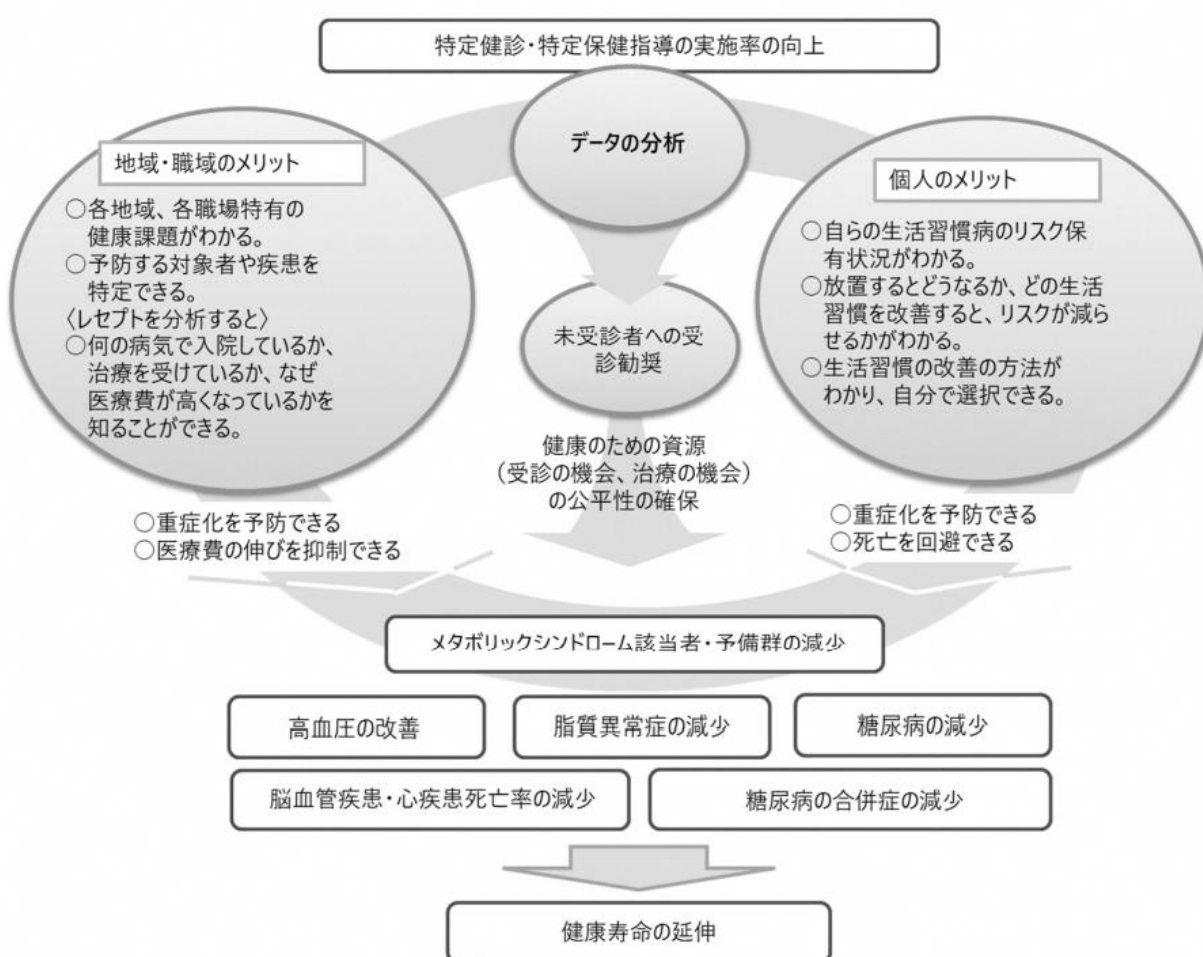 特定健診・特定保健指導の実施率の向上
データの分析
地域・職域のメリット
○各地域、各職場特有の
健康課題がわかる。
○予防する対象者や疾患を
特定できる。
〈レセプトを分析すると〉
○何の病気で入院しているか、
治療を受けているか、なぜ
医療費が高くなっているかを
知ることができる。
○重症化を予防できる
○医療費の伸びを抑制できる
未受診者への受
診勧奨
健康のための資源
(受診の機会、治療の機会)
の公平性の確保
個人のメリット
○自らの生活習慣病のリスク保
有状況がわかる。
○放置するとどうなるか、どの生活
習慣を改善すると、リスクが減ら
せるかがわかる。
○生活習慣の改善の方法が
わかり、自分で選択できる。
○重症化を予防できる
○死亡を回避できる
メタボリックシンドローム該当者・予備群の減少
高血圧の改善
脂質異常症の減少
糖尿病の減少
脳血管疾患・心疾患死亡率の減少
糖尿病の合併症の減少
健康寿命の延伸